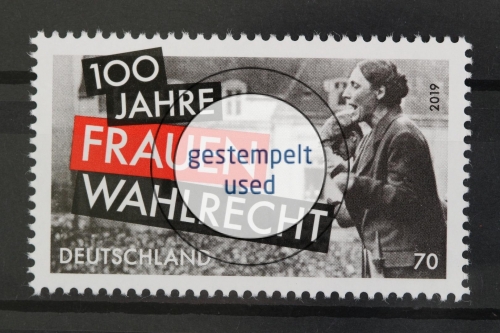 100
JAHRE
FRAUEN
WAHLRECHT
gestempelt
used
2019
DEUTSCHLAND
70